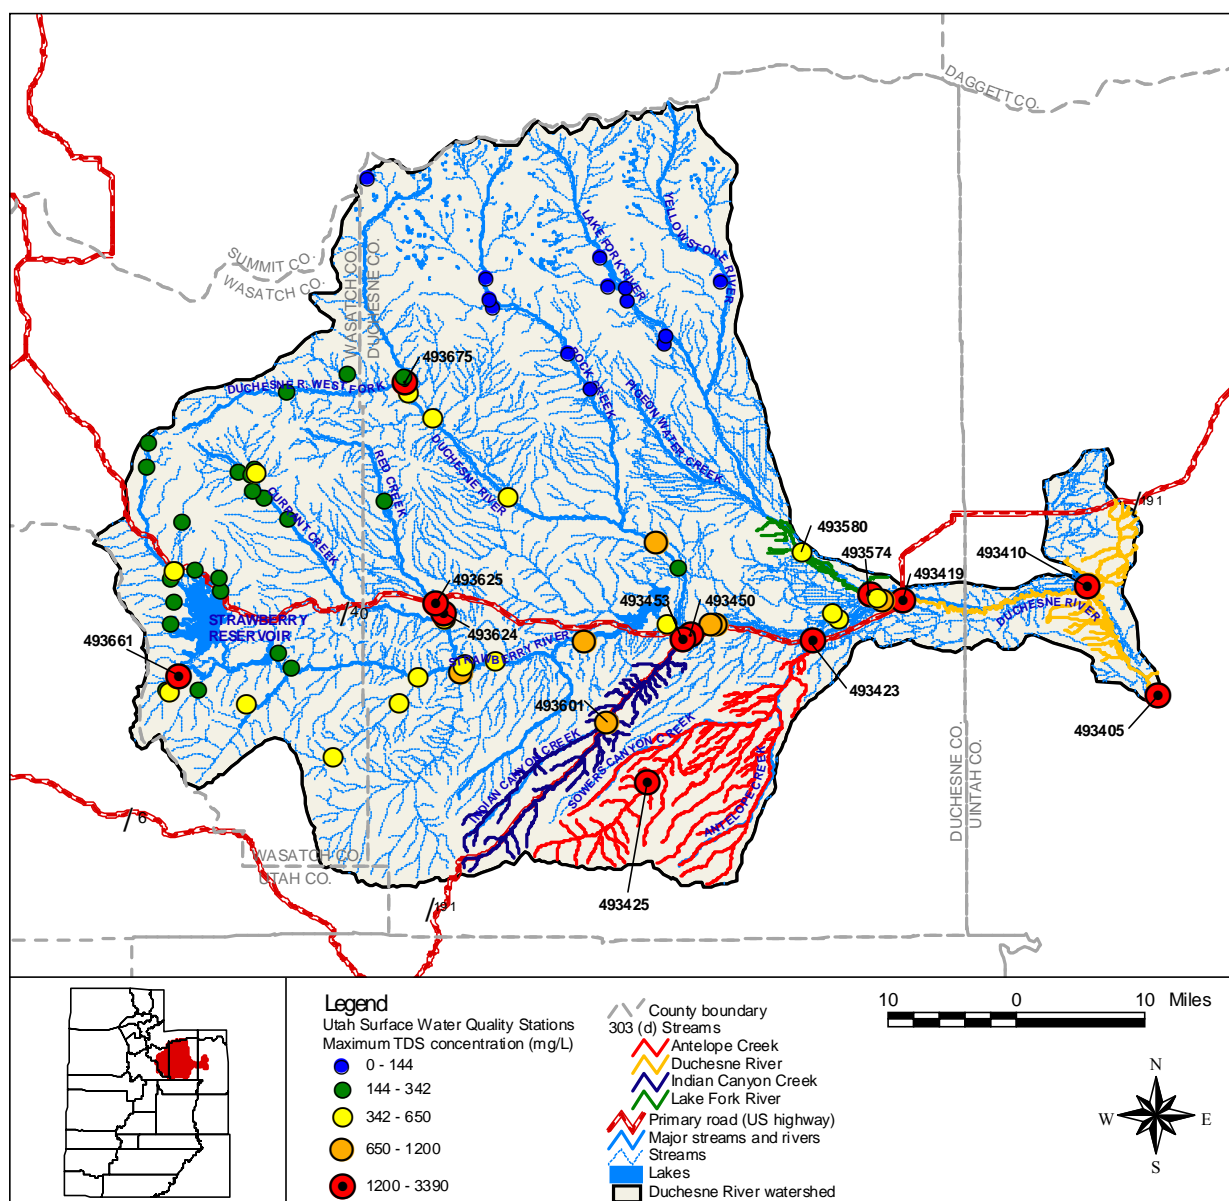 DAGGETT CO.
SUMMIT CO.
WASATCH CO.
WASATCH CO.
DUCHESNE CO.
LAKE FORK RIVER
YELLOWSTONE RIVER
493675
DUCHESNE R WEST FORK
ROCK CREEK
PIGEON WATER CREEK
RED CREEK
DUCHESNE RIVER
CURRANT CREEK
191
493580
493574
493410
493419
493625
493453
493450
40
493624
STRAWBERRY
RESERVOIR
STRAWBERRY RIVER
DUCHESNE RIVER
493661
493423
493601
493405
INDIAN CANYON CREEK
SOWERS CANYON CREEK
ANTELOPE CREEK
DUCHESNE CO.
UINTAH CO.
6
WASATCH CO.
UTAH CO.
191
493425
Legend
Utah Surface Water Quality Stations
Maximum TDS concentration (mg/L)
0 - 144
144 - 342
342 - 650
650 - 1200
1200 - 3390
County boundary
303 (d) Streams
Antelope Creek
Duchesne River
Indian Canyon Creek
Lake Fork River
Primary road (US highway)
Major streams and rivers
Streams
Lakes
Duchesne River watershed
10 0 10 Miles
N
W E
S